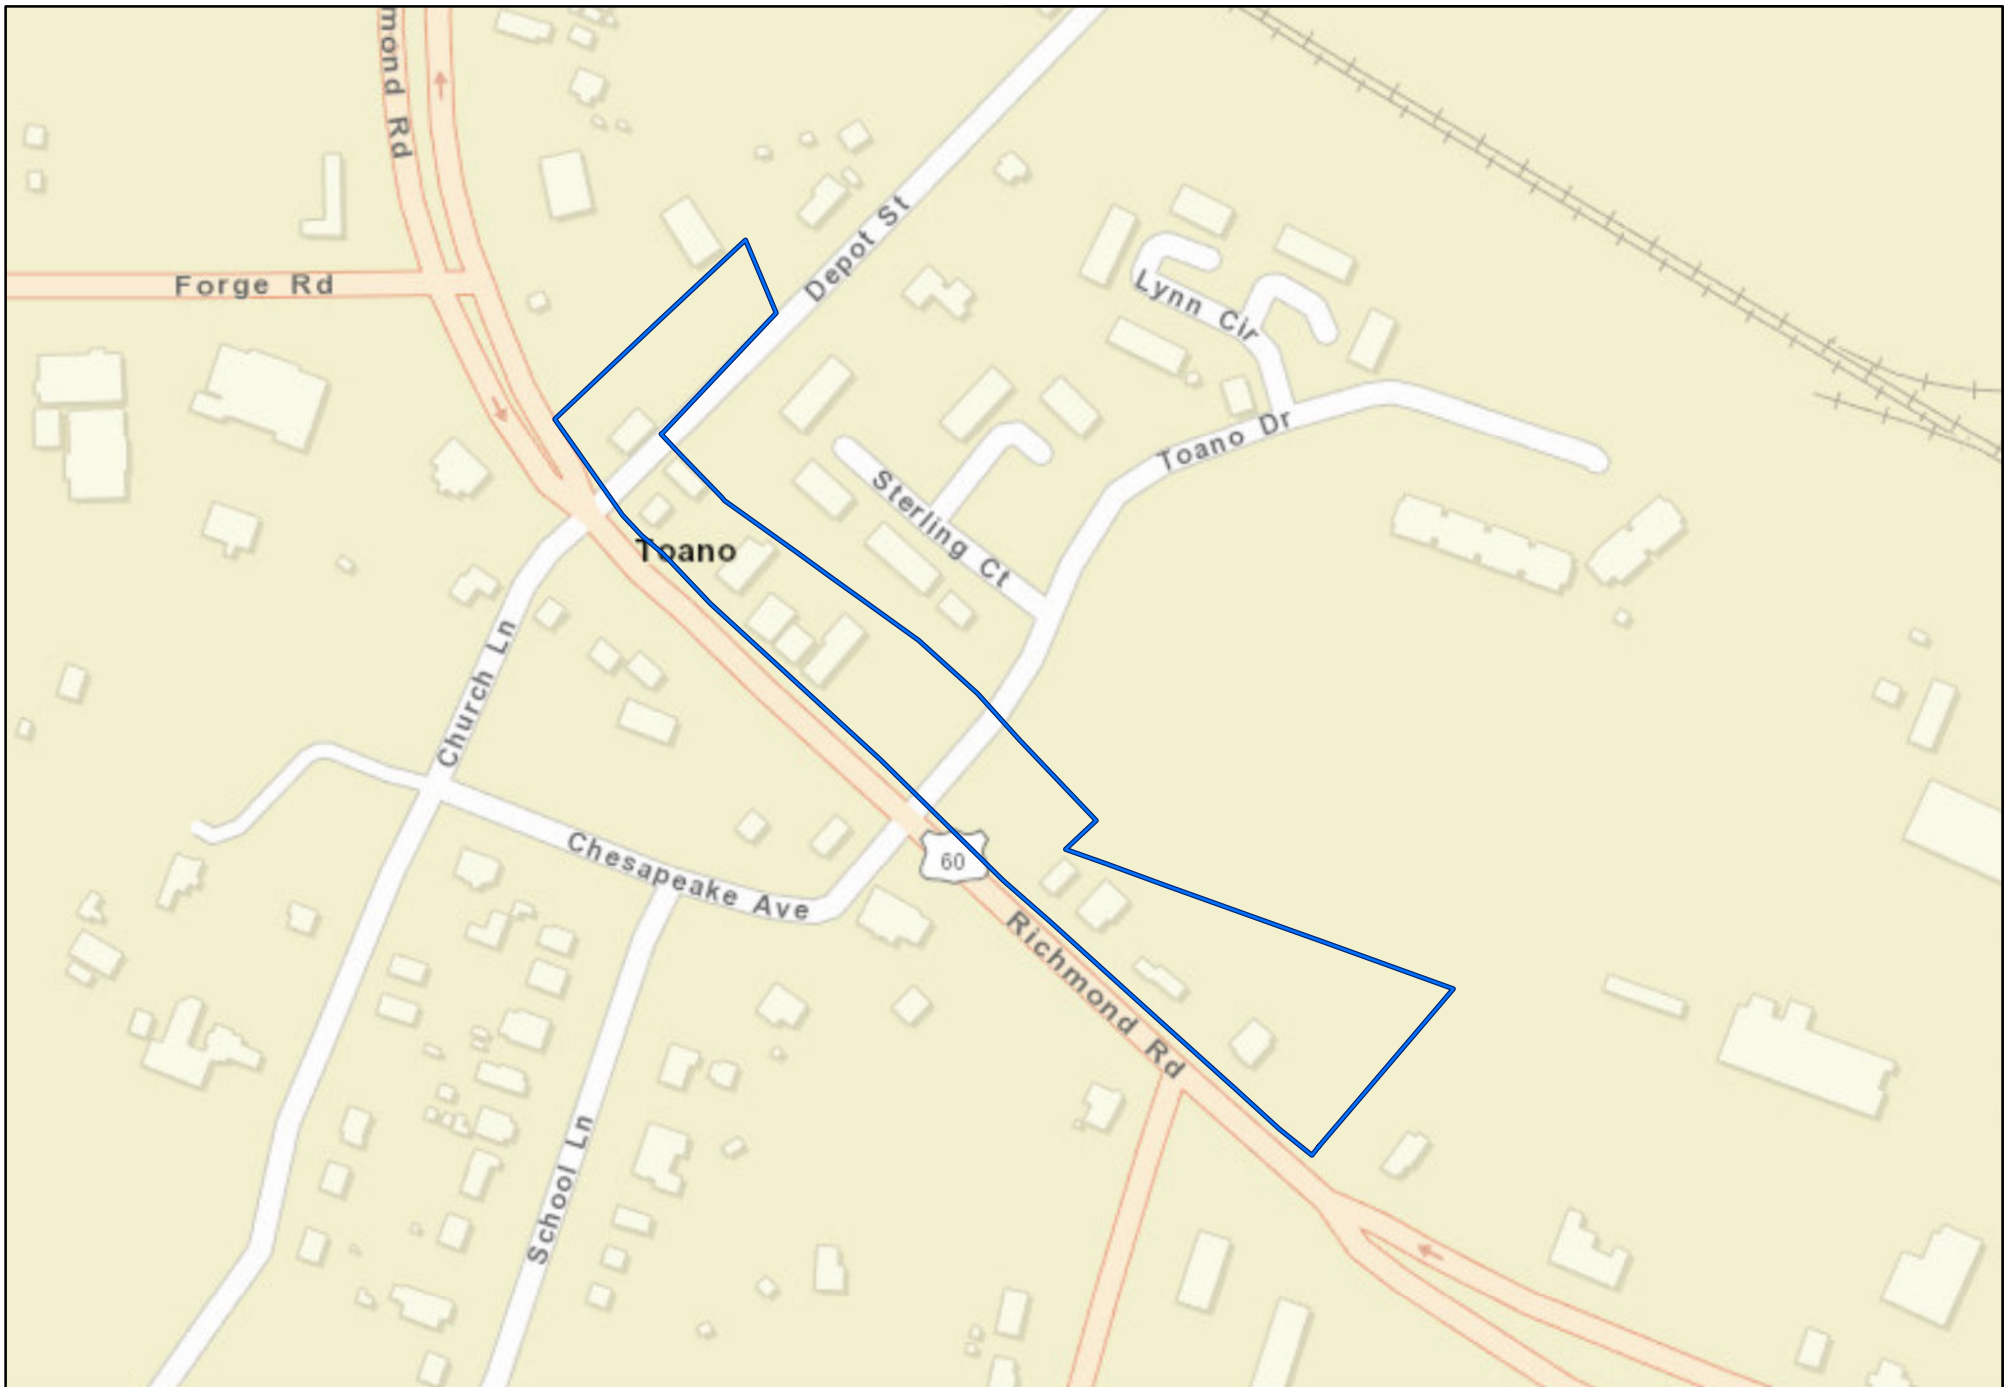 mond Rd
Depot St
Forge Rd
Lynn Cir
Toano Dr
Sterling Ct
Toano
Church Ln
Chesapeake Ave
60
Richmond Rd
School Ln